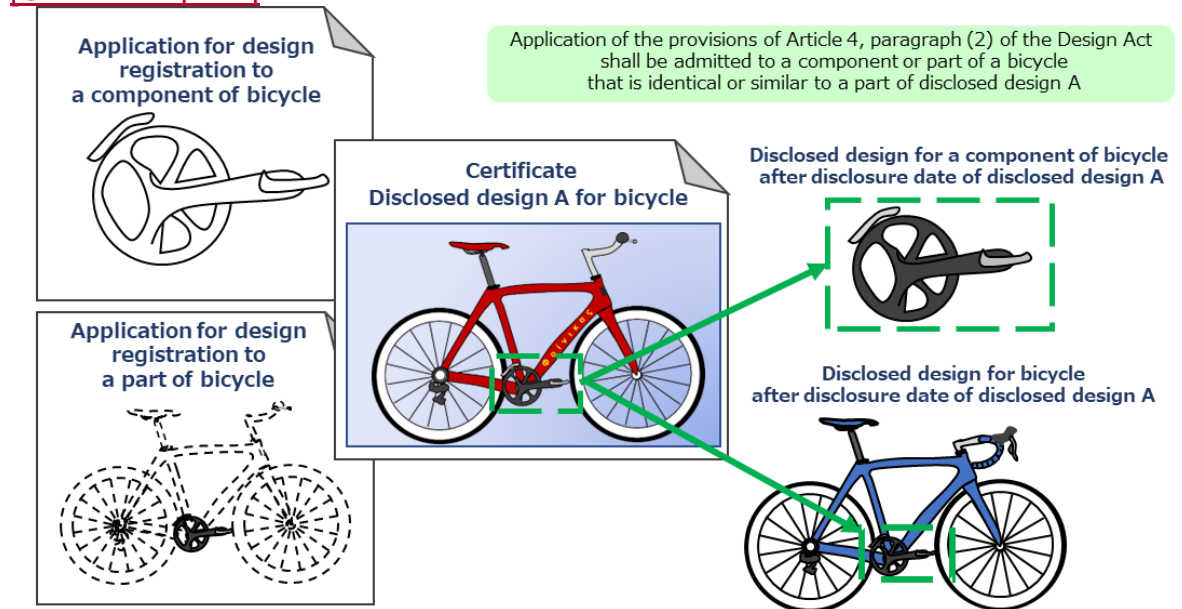 Application for design
registration to
a component of bicycle
Application of the provisions of Article 4, paragraph (2) of the Design Act
shall be admitted to a component or part of a bicycle
that is identical or similar to a part of disclosed design A
Certificate
Disclosed design A for bicycle
Φοίνικας
Disclosed design for a component of bicycle
after disclosure date of disclosed design A
Application for design
registration to
a part of bicycle
Disclosed design for bicycle
after disclosure date of disclosed design A